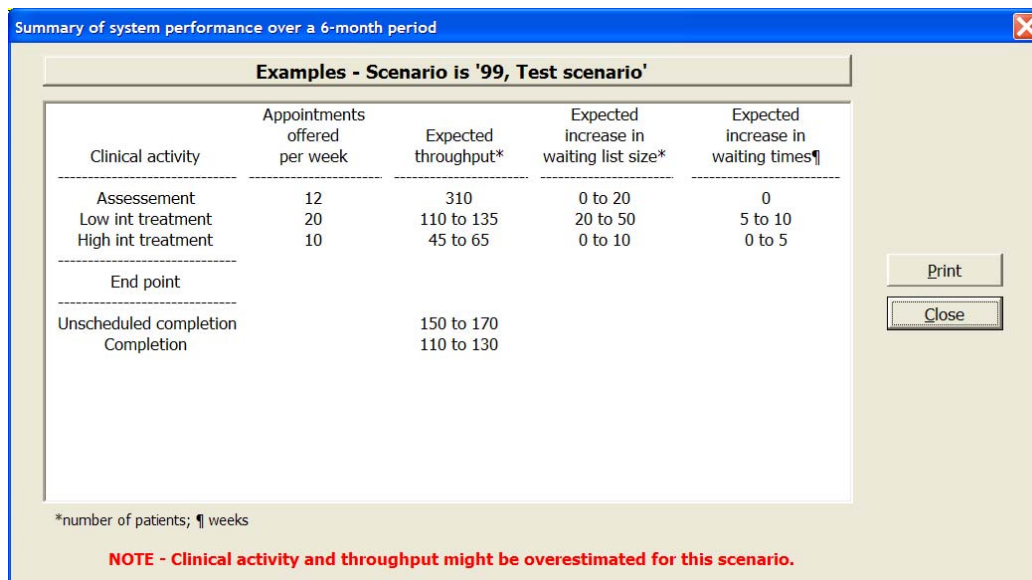 Summary of system performance over a 6-month period
Examples - Scenario is '99, Test scenario'
Appointments Expected Expected
offered Expected increase in increase in
Clinical activity per week throughput* waiting list size* waiting times¶
Assessement 12 310 0 to 20 0
Low int treatment 20 110 to 135 20 to 50 5 to 10
High int treatment 10 45 to 65 0 to 10 0 to 5
End point
Unscheduled completion 150 to 170
Completion 110 to 130
Print
Close
*number of patients; ¶ weeks
NOTE - Clinical activity and throughput might be overestimated for this scenario.